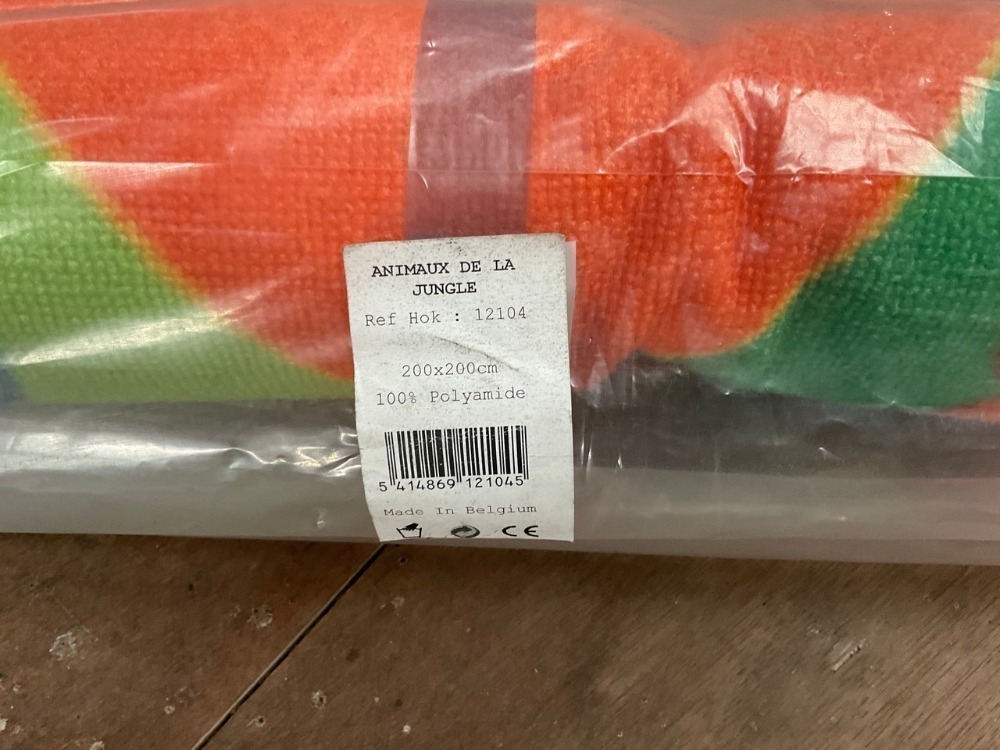 ANIMAUX DE LA
JUNGLE
Ref Hok : 12104
200x200cm
100% Polyamide
5 414869 121045
Made In Belgium
CE